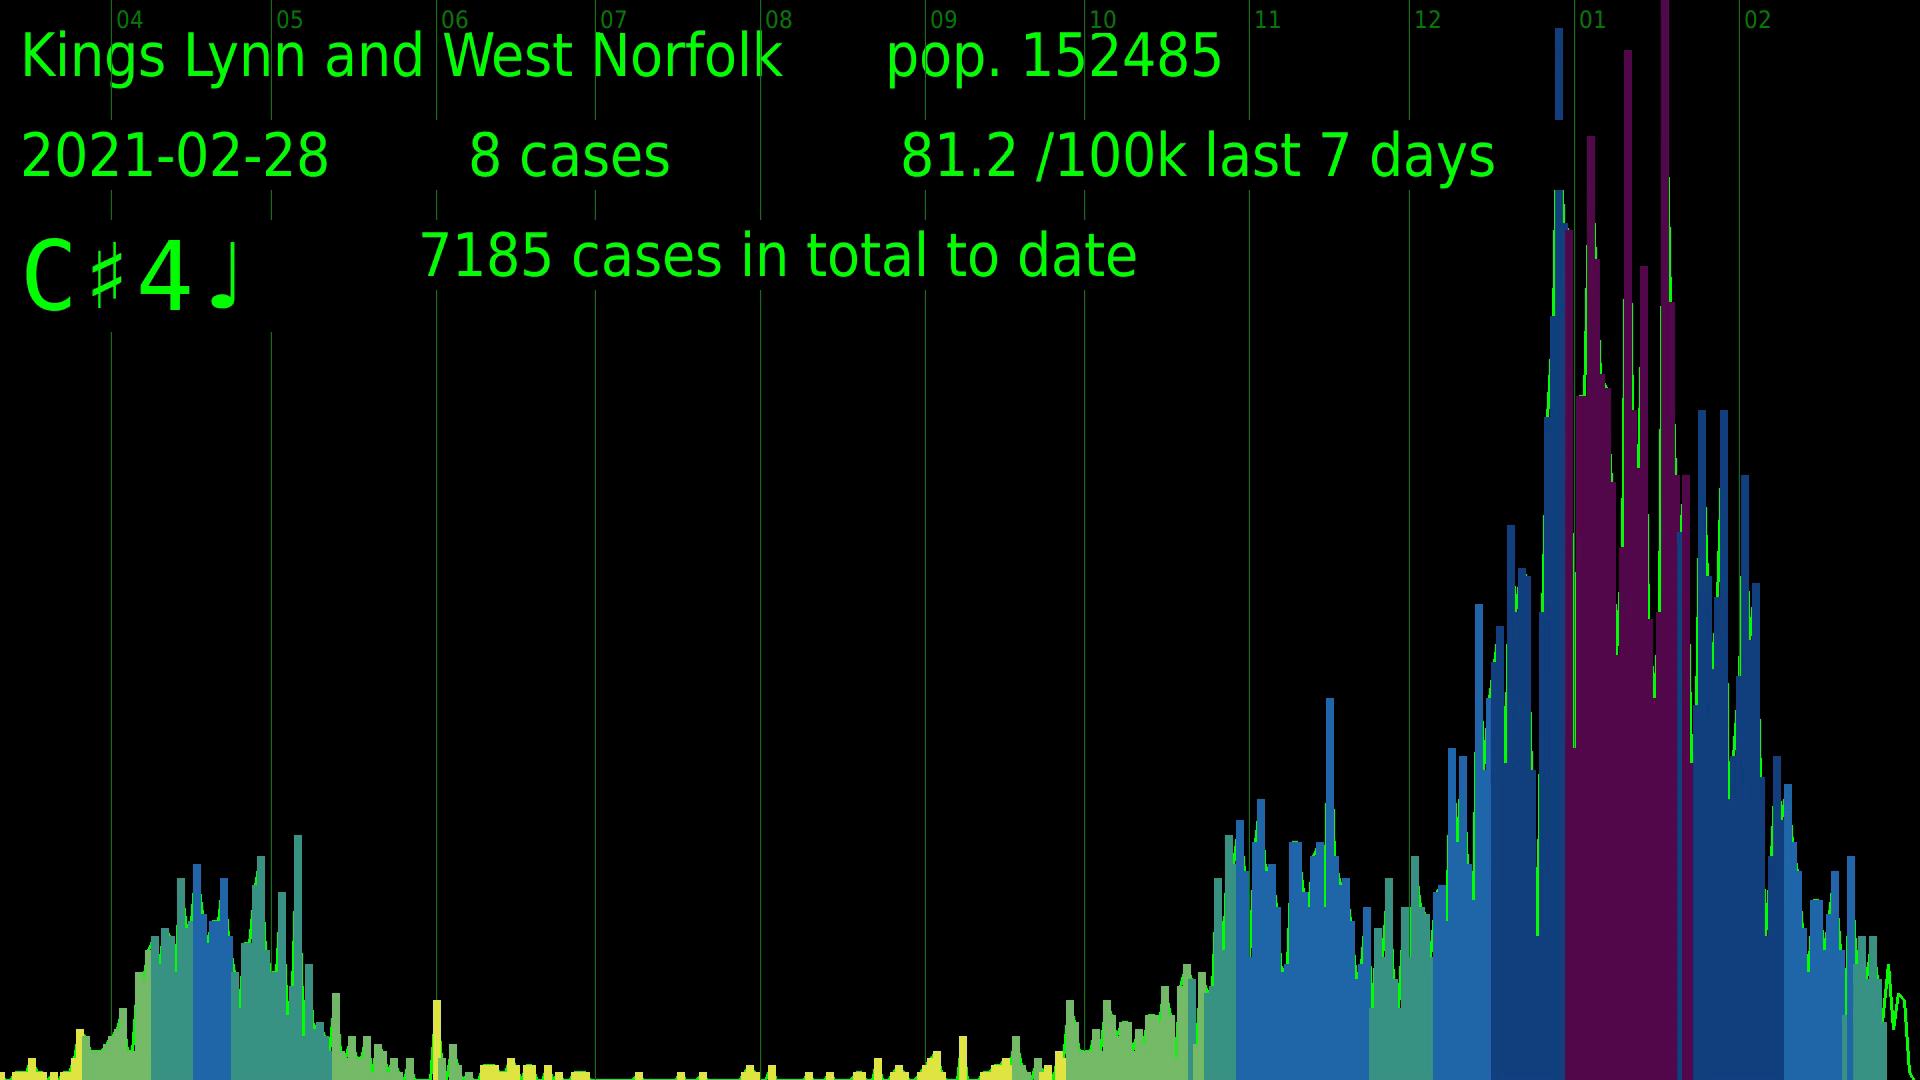 04 05 06 07 08 09 10 11 12 01 02
Kings Lynn and West Norfolk pop. 152485
2021-02-28 8 cases 81.2 /100k last 7 days
C♯4♩ 7185 cases in total to date